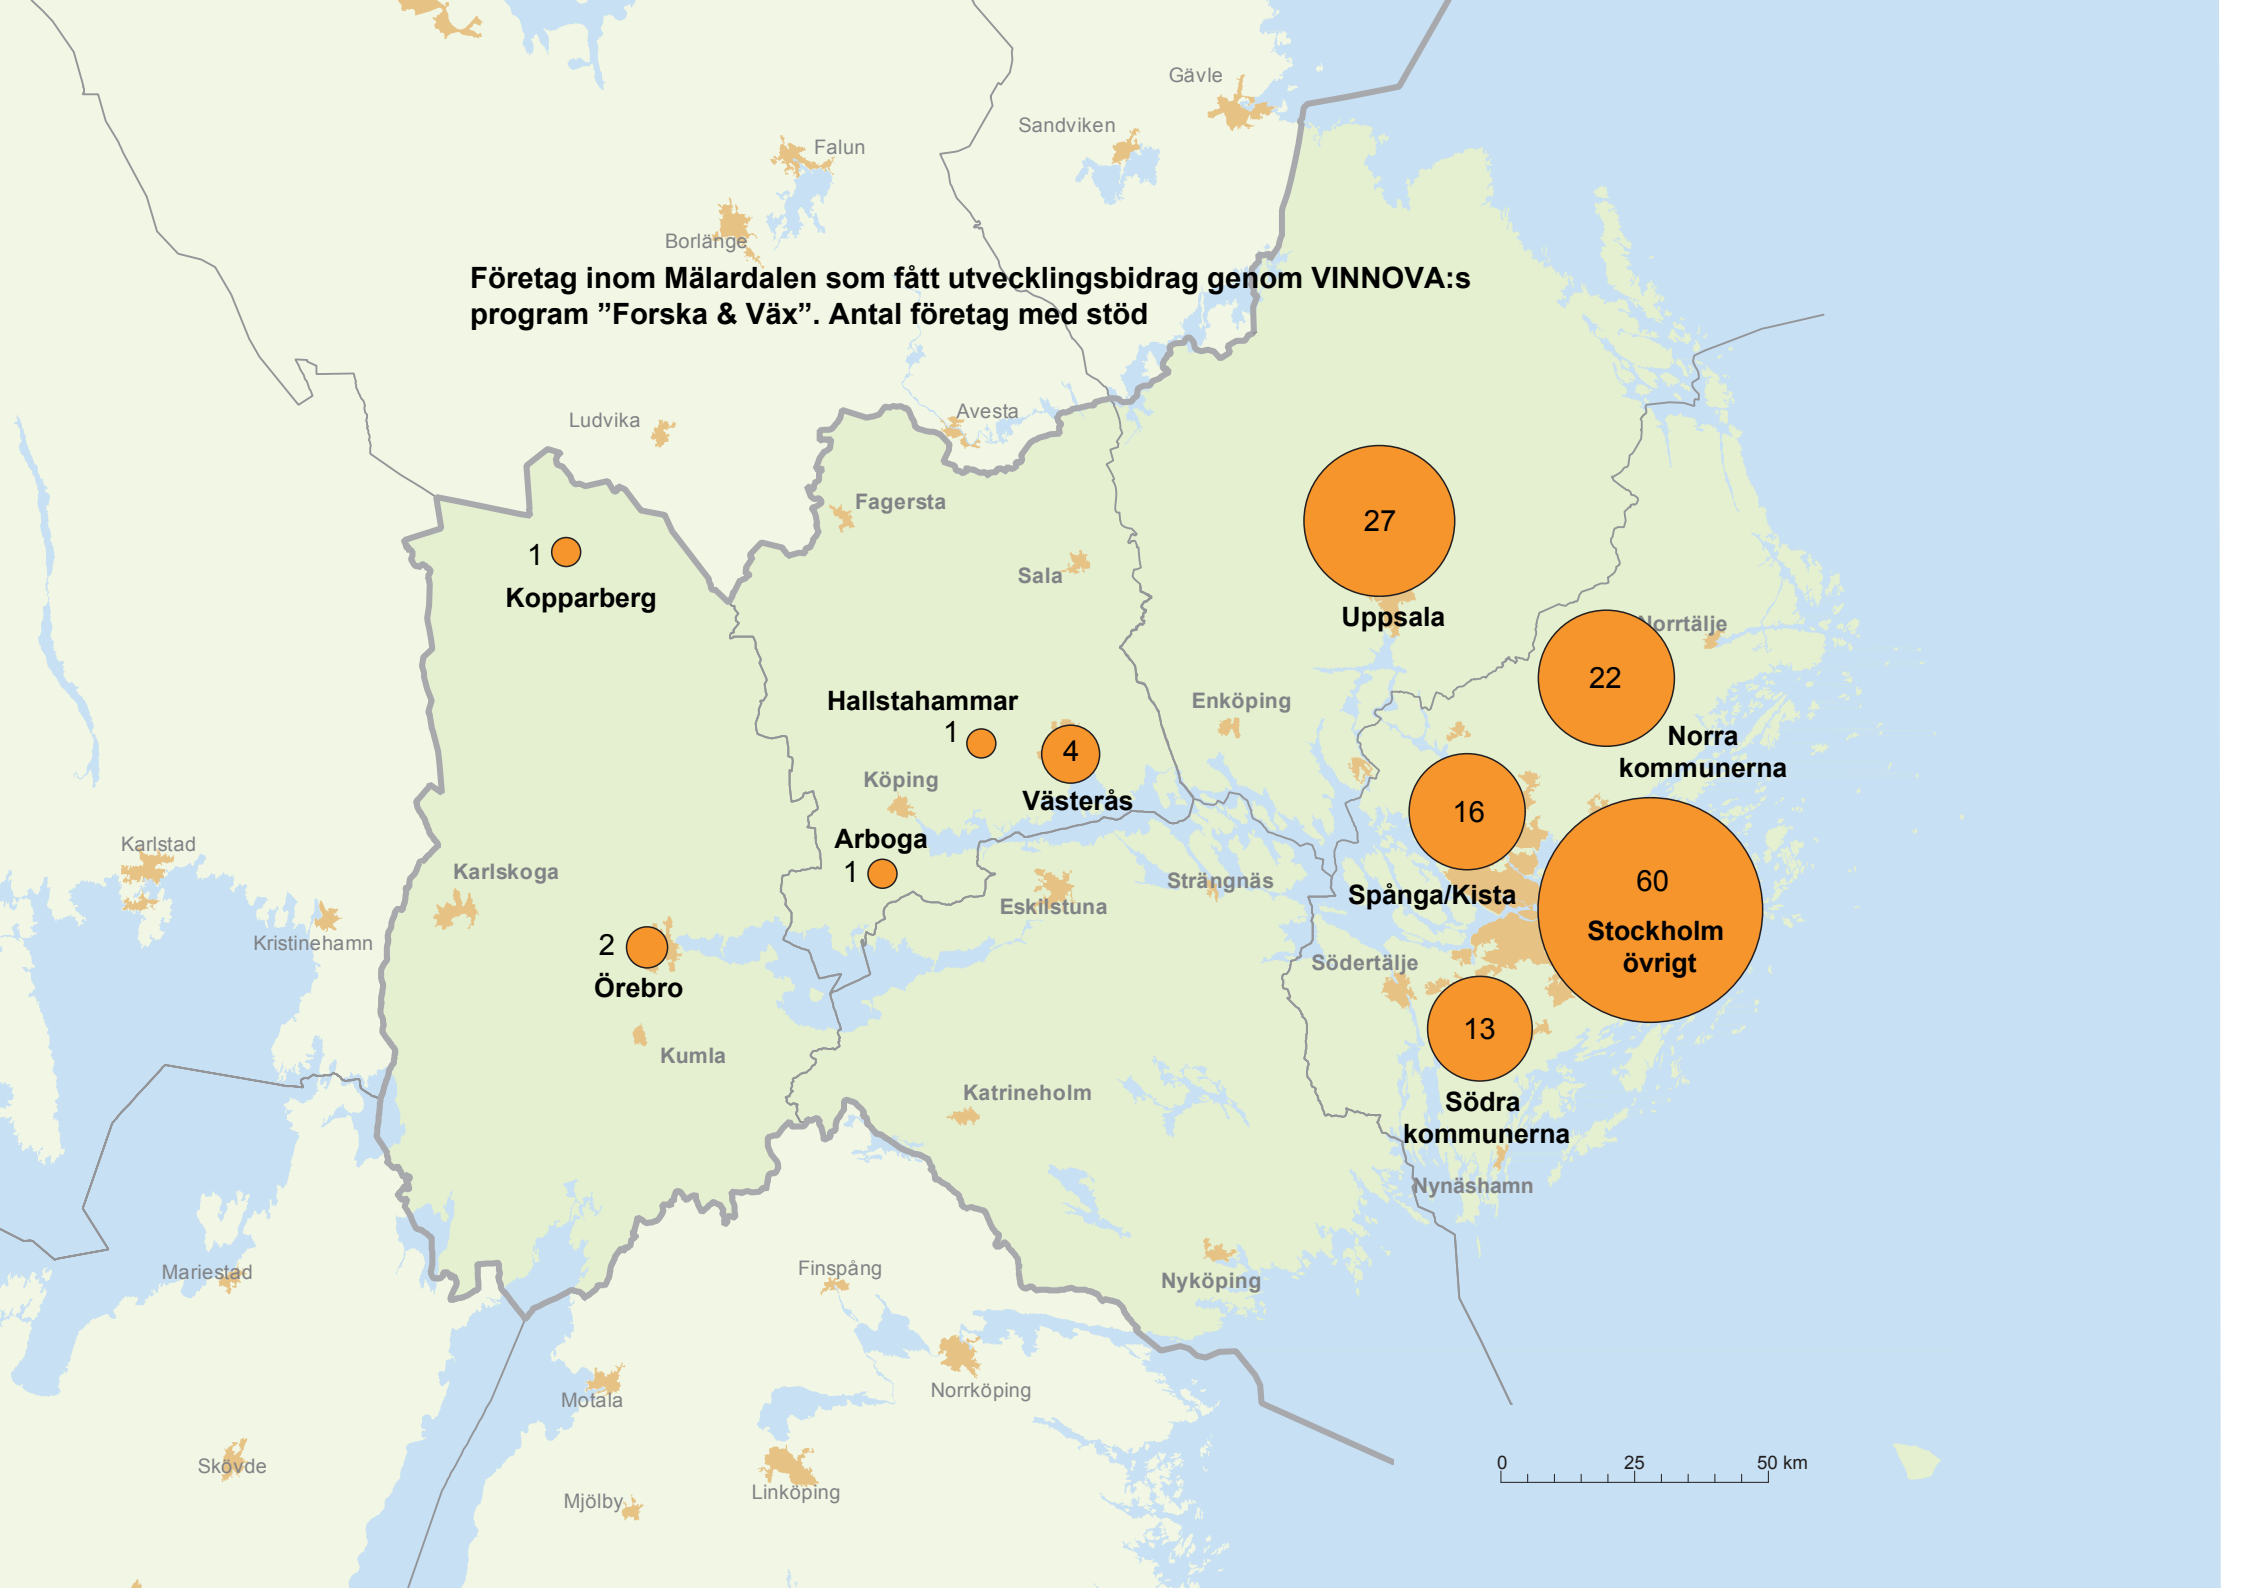 Gävle
Sandviken
Falun
Borlänge
Företag inom Mälardalen som fått utvecklingsbidrag genom VINNOVA:s
program ”Forska & Väx”. Antal företag med stöd
Avesta
Ludvika
Fagersta
27
1
Sala
Kopparberg
Uppsala
Norrtälje
22
Hallstahammar
Enköping
1
Norra
kommunerna
4
Köping
Västerås
16
Arboga
Karlstad
1
Karlskoga
Strängnäs
60
Spånga/Kista
Eskilstuna
Stockholm
övrigt
Kristinehamn
2
Södertälje
Örebro
13
Kumla
Katrineholm
Södra
kommunerna
Nynäshamn
Mariestad
Finspång
Nyköping
Norrköping
Motala
Skövde
0 25 50 km
Linköping
Mjölby